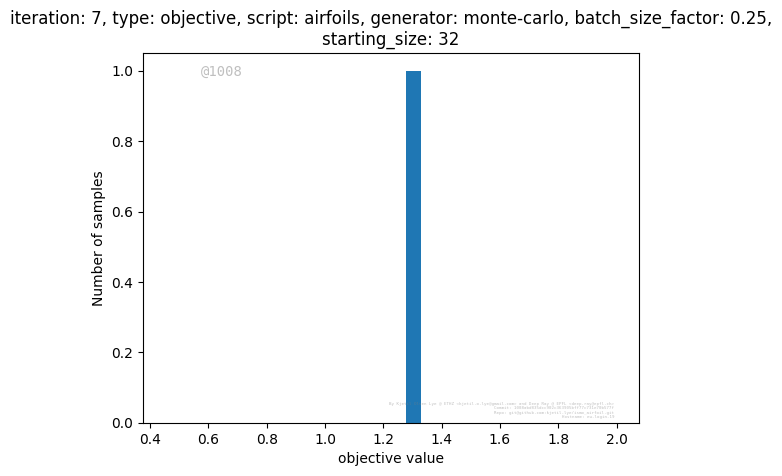 iteration: 7, type: objective, script: airfoils, generator: monte-carlo, batch_size_factor: 0.25,
starting_size: 32
@1008
1.0
0.8
0.6
0.4
0.2
0.0
Number of samples
0.4 0.6 0.8 1.0 1.2 1.4 1.6 1.8 2.0
objective value